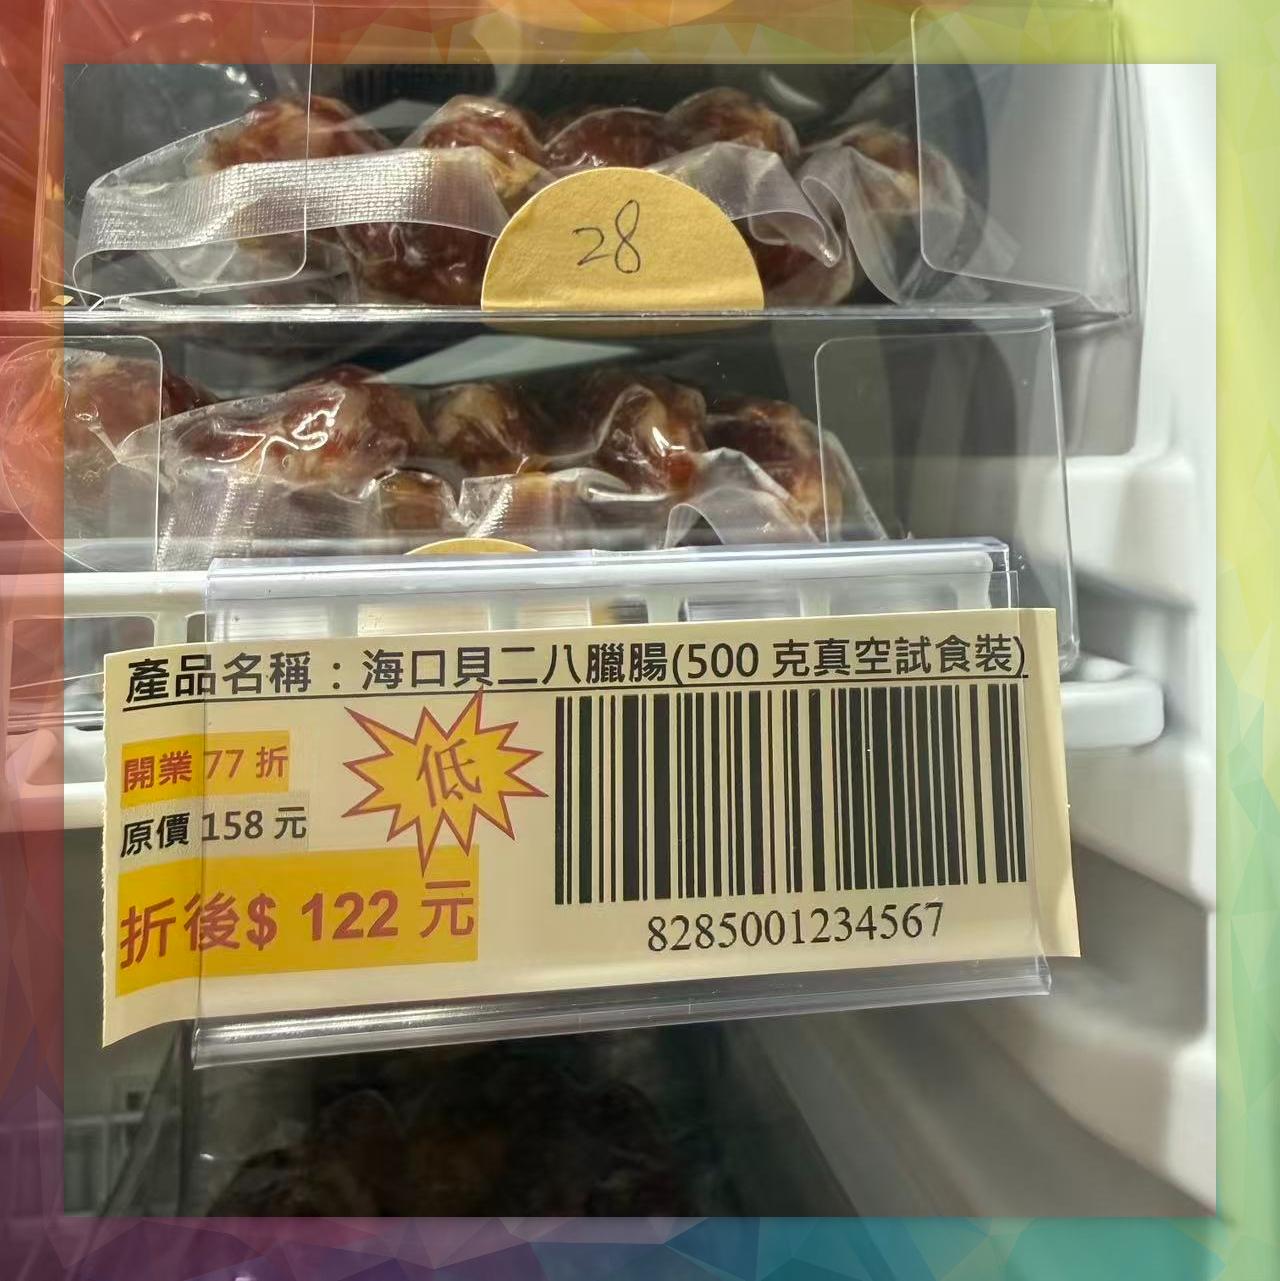 28
產品名稱：海口貝二八臘腸(500 克真空試食裝)
開業 77 折
低
原價 158 元
折後$ 122 元
8285001234567